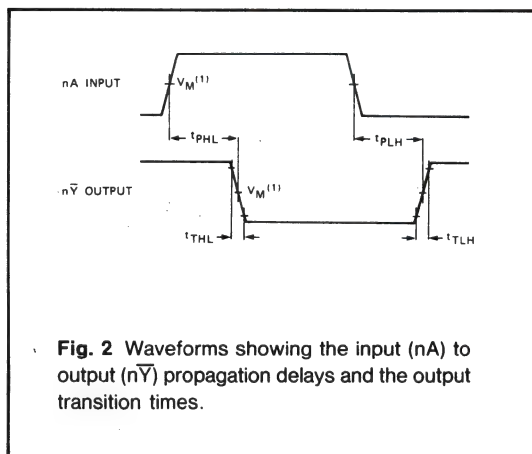 nA INPUT
VM(1)
tPHL
tPLH
nY̅ OUTPUT
VM(1)
tTHL
tTLH
Fig. 2 Waveforms showing the input (nA) to
output (nY̅) propagation delays and the output
transition times.